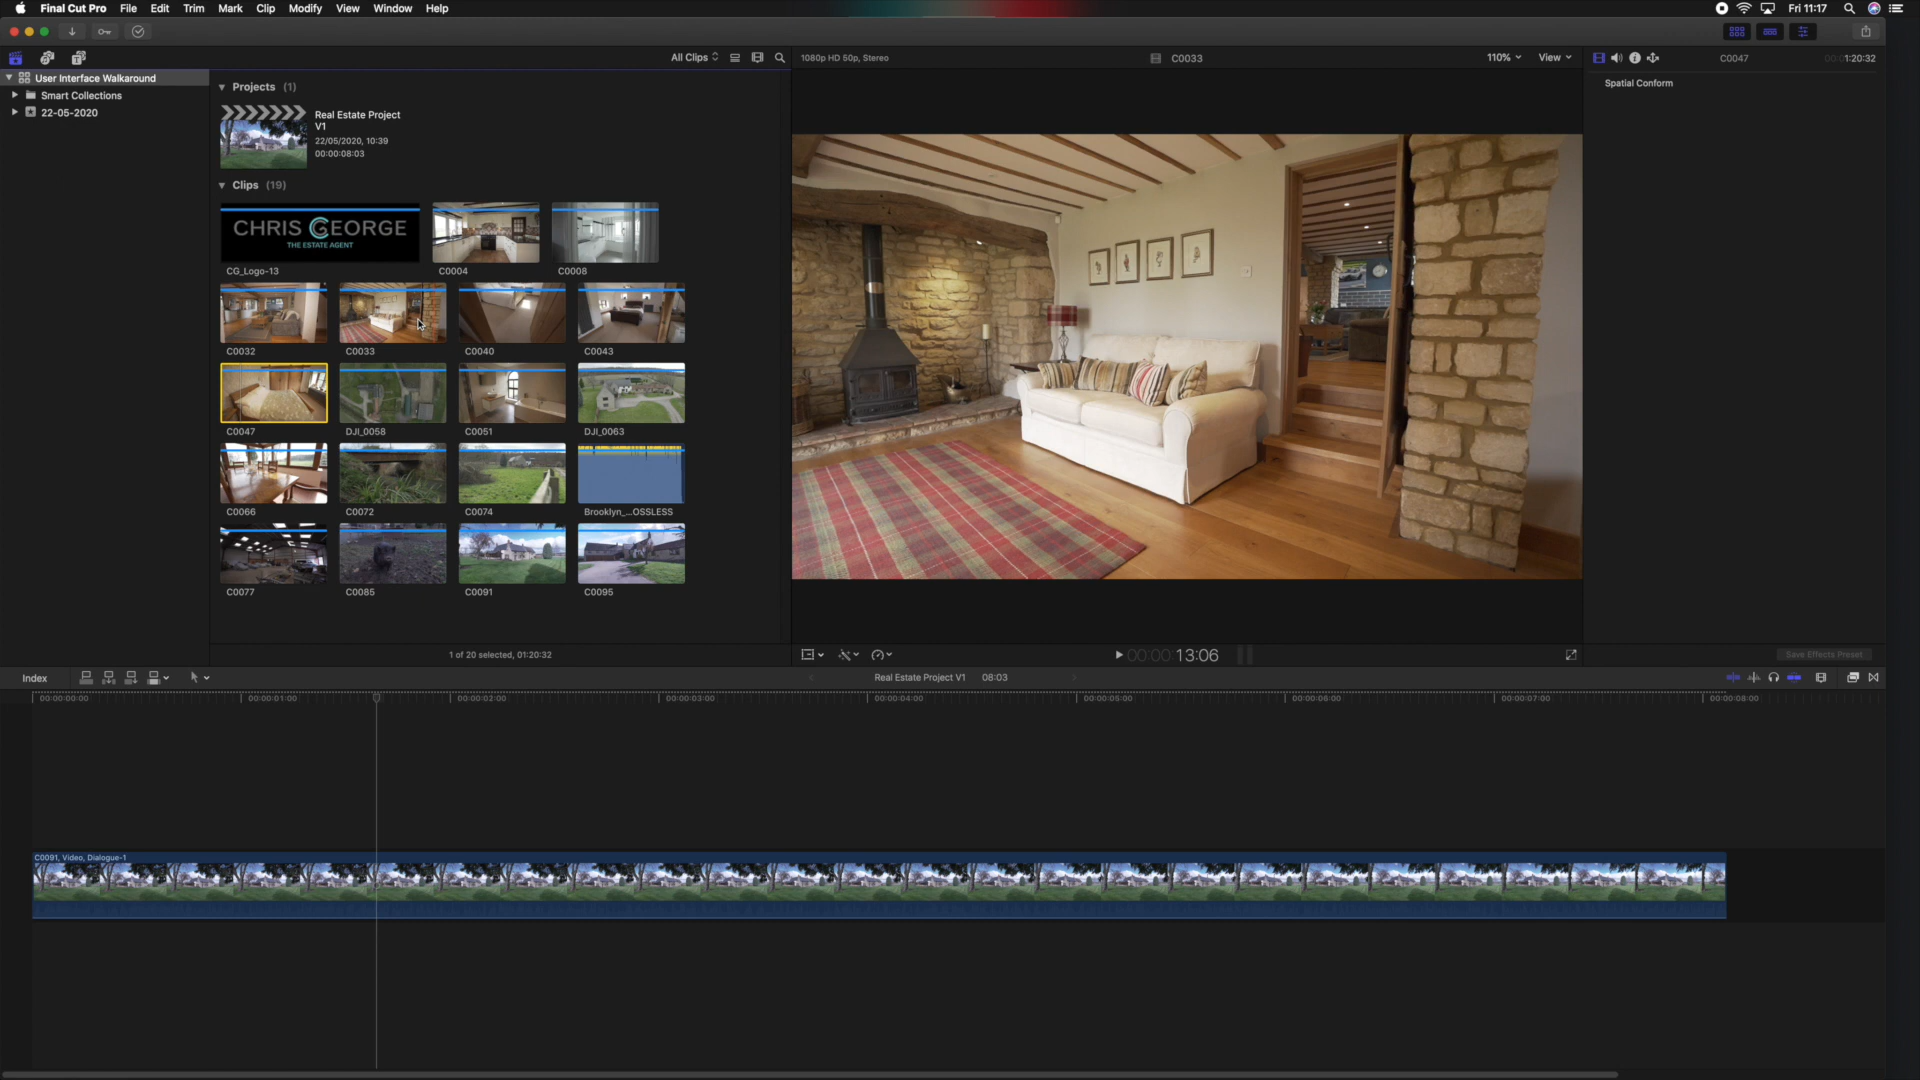 Final Cut Pro File Edit Trim Mark Clip Modify View Window Help
Fri 11:17
All Clips
1080p HD 50p, Stereo
C0033
110%
View
C0047
00:01:20:32
User Interface Walkaround
Smart Collections
22-05-2020
Projects (1)
Real Estate Project
V1
22/05/2020, 10:39
00:00:08:03
Spatial Conform
Clips (19)
CHRIS GEORGE
THE ESTATE AGENT
CG_Logo-13
C0004
C0008
C0032
C0033
C0040
C0043
C0047
DJI_0058
C0051
DJI_0063
C0066
C0072
C0074
Brooklyn_...OSSLESS
C0077
C0085
C0091
C0095
1 of 20 selected, 01:20:32
00:00:13:06
Save Effects Preset
Index
Real Estate Project V1 08:03
00:00:00:00
00:00:01:00
00:00:02:00
00:00:03:00
00:00:04:00
00:00:05:00
00:00:06:00
00:00:07:00
00:00:08:00
C0091, Video, Dialogue-1